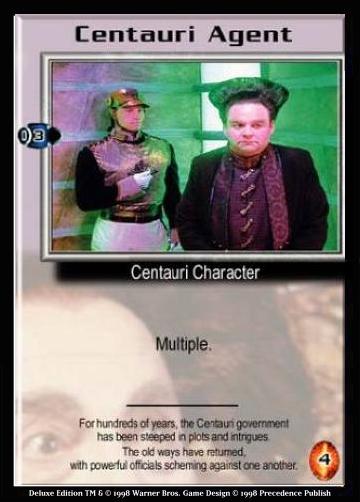 Centauri Agent
03
Centauri Character
Multiple.
For hundreds of years, the Centauri government
has been steeped in plots and intrigues.
The old ways have returned,
with powerful officials scheming against one another.
4
Deluxe Edition TM & © 1998 Warner Bros. Game Design © 1998 Precedence Publish